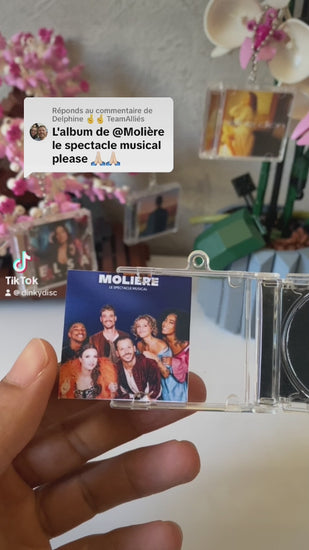 Réponds au commentaire de
Delphine ☝️☝️ TeamAlliés
L'album de @Molière
le spectacle musical
please 🙏🏻🙏🏻
TikTok
@dinkydisc
MOLIÈRE
LE SPECTACLE MUSICAL